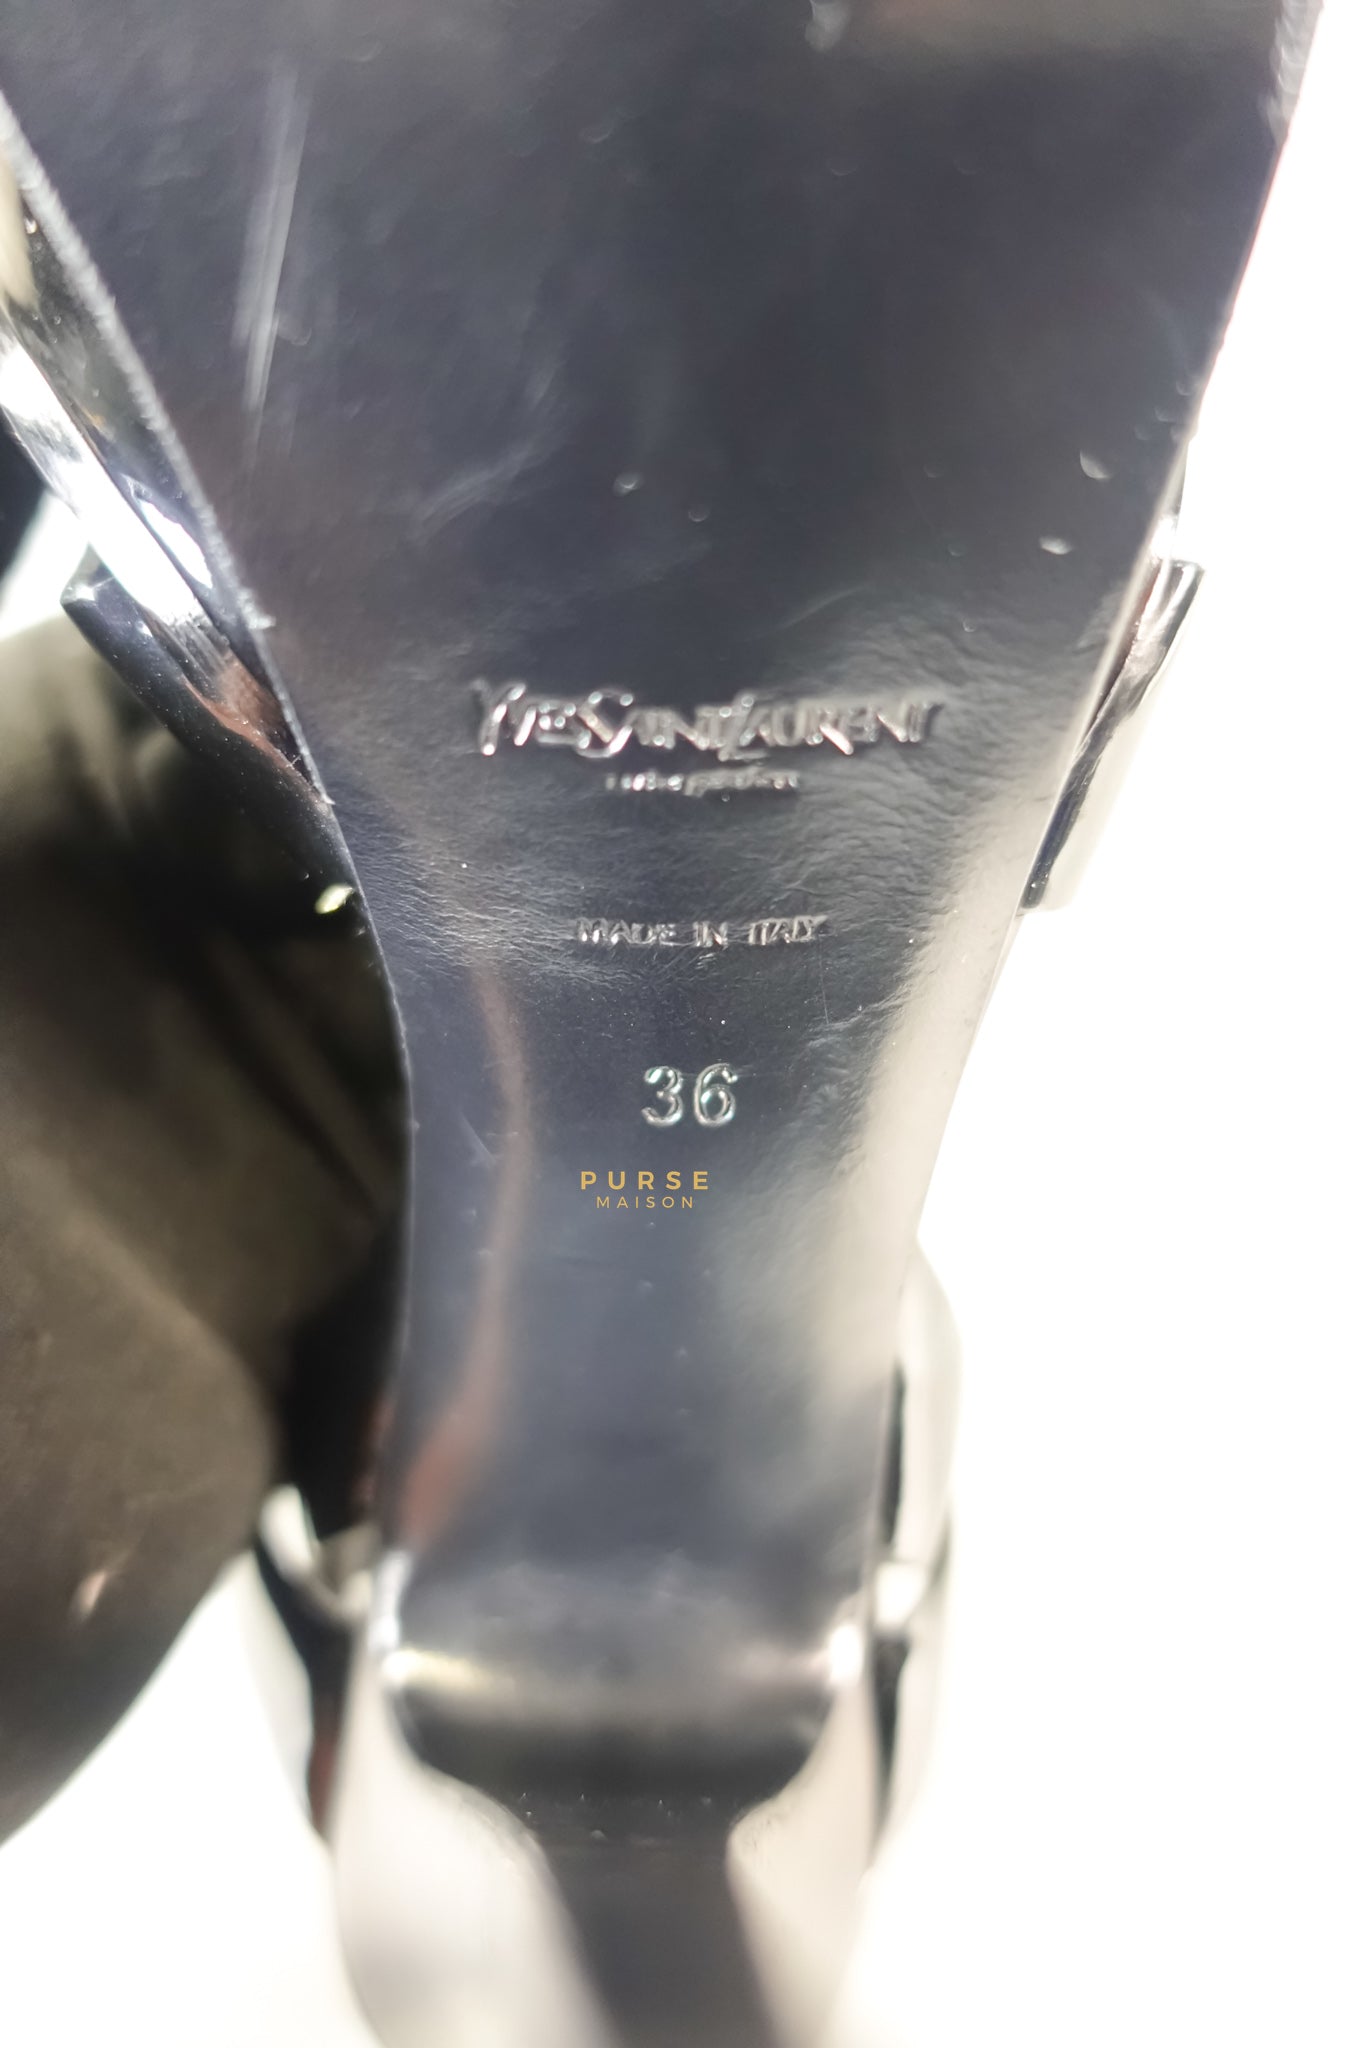 YVESSAINTLAURENT
MADE IN ITALY
36
PURSE
MAISON